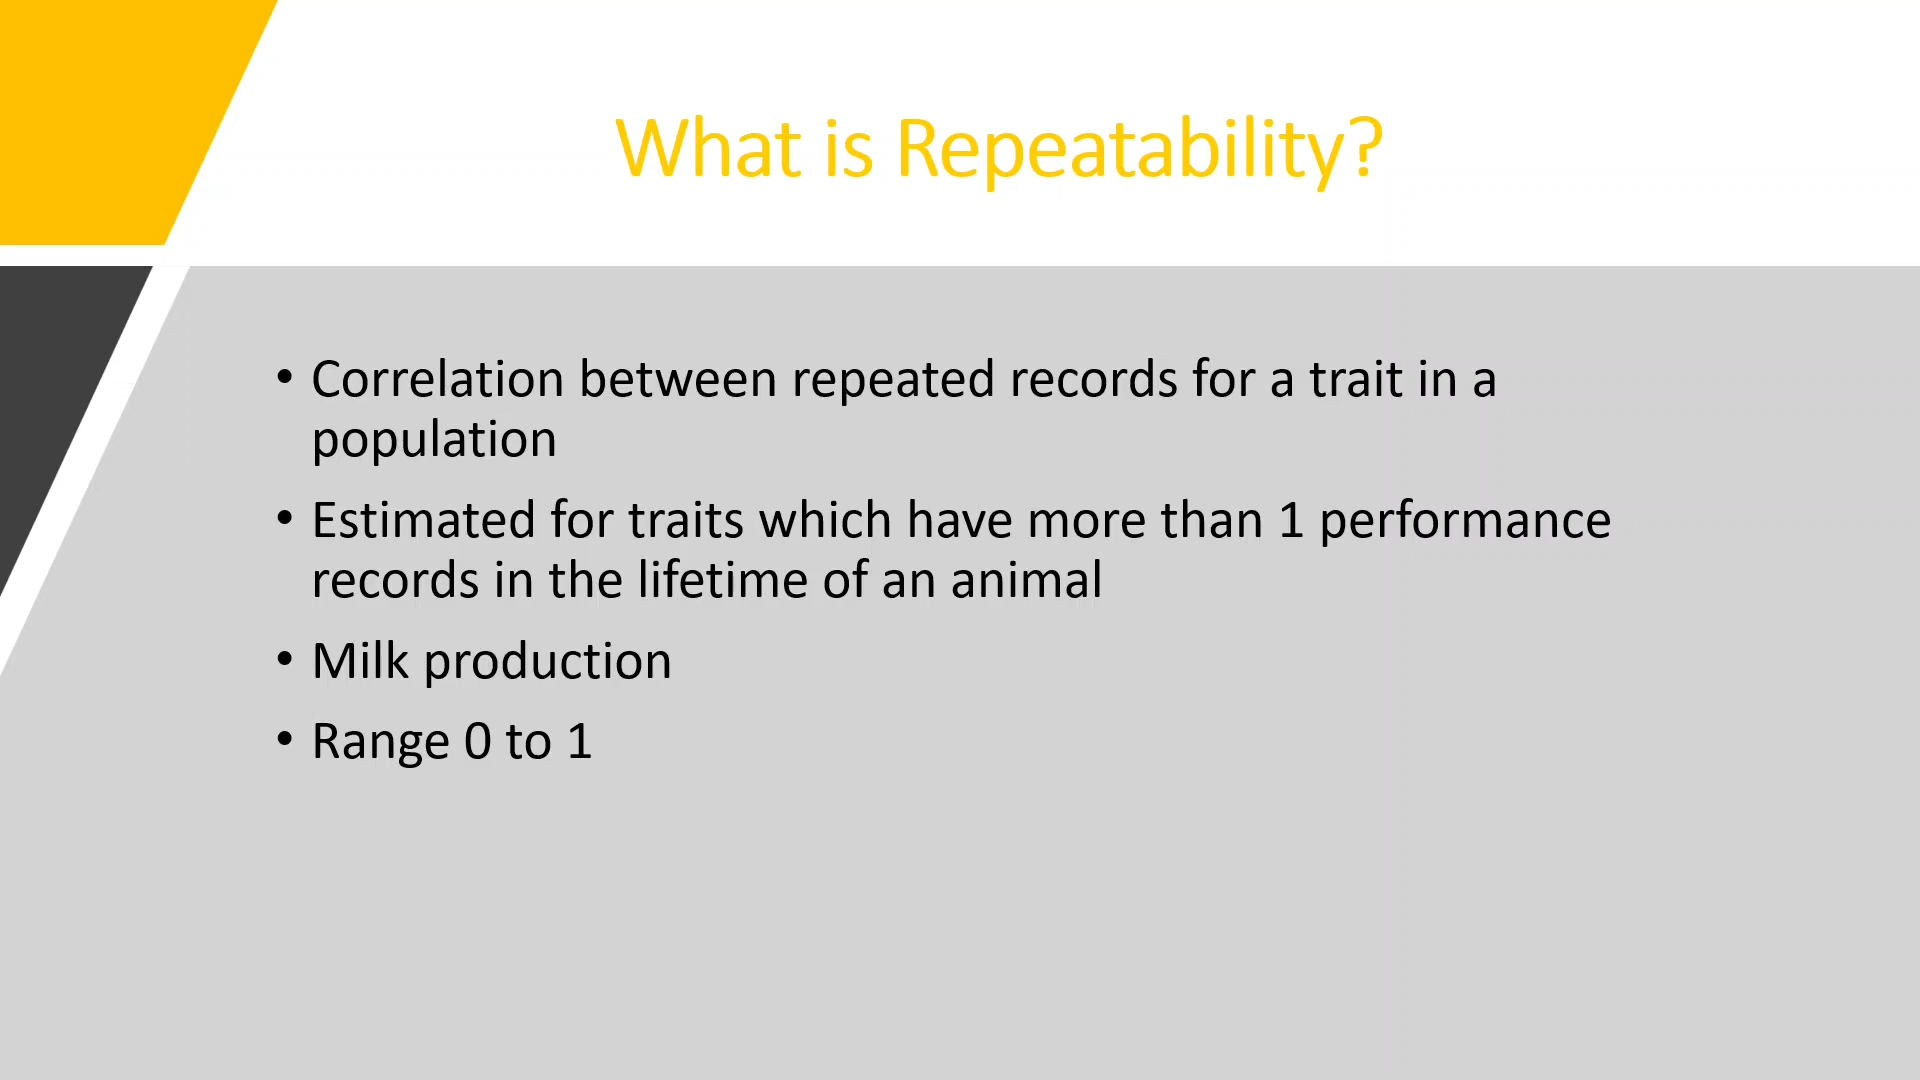 What is Repeatability?
• Correlation between repeated records for a trait in a
population
• Estimated for traits which have more than 1 performance
records in the lifetime of an animal
• Milk production
• Range 0 to 1